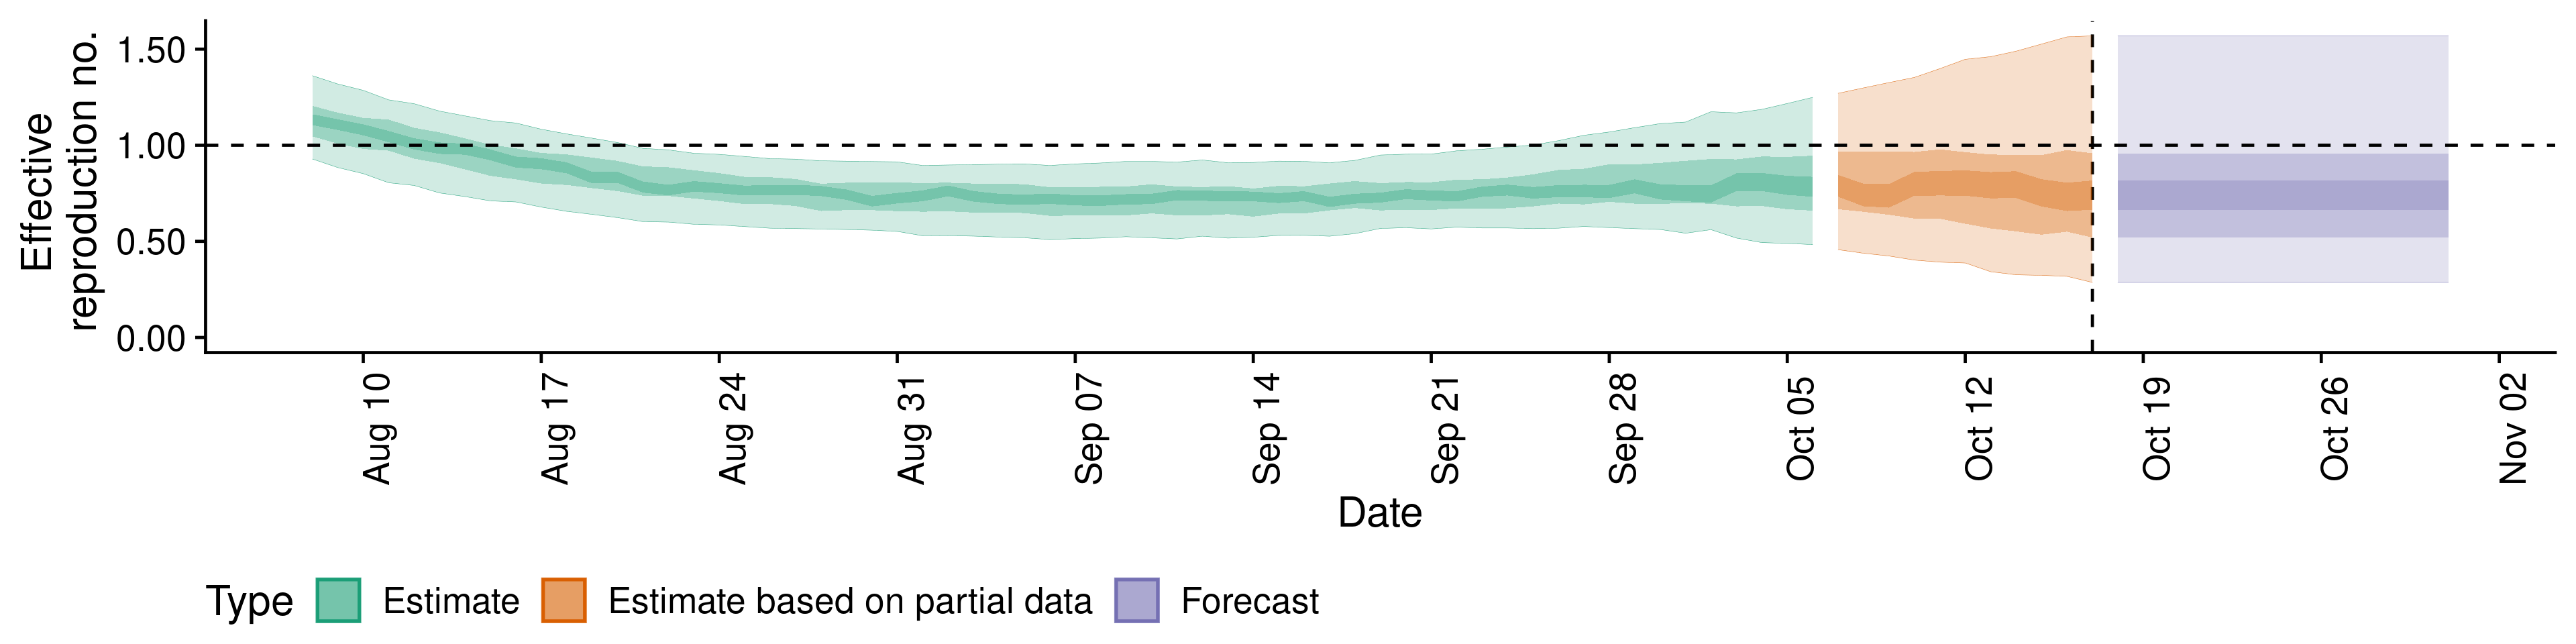 Effective
reproduction no.
1.50
1.00
0.50
0.00
Aug 10
Aug 17
Aug 24
Aug 31
Sep 07
Sep 14
Sep 21
Sep 28
Oct 05
Oct 12
Oct 19
Oct 26
Nov 02
Date
Type Estimate Estimate based on partial data Forecast